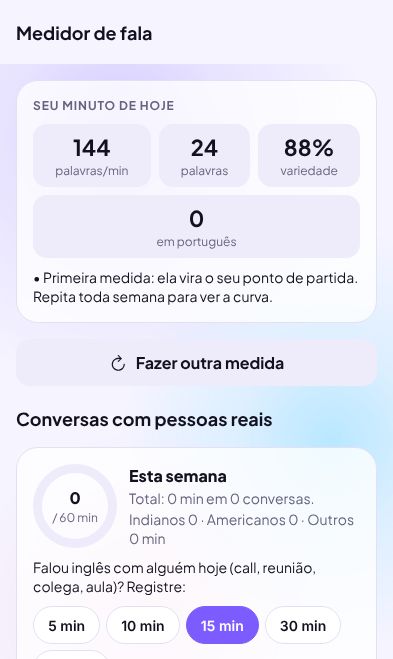 Medidor de fala
SEU MINUTO DE HOJE
144
palavras/min
24
palavras
88%
variedade
0
em português
• Primeira medida: ela vira o seu ponto de partida.
Repita toda semana para ver a curva.
Fazer outra medida
Conversas com pessoas reais
0
/ 60 min
Esta semana
Total: 0 min em 0 conversas.
Indianos 0 · Americanos 0 · Outros
0 min
Falou inglês com alguém hoje (call, reunião,
colega, aula)? Registre:
5 min
10 min
15 min
30 min